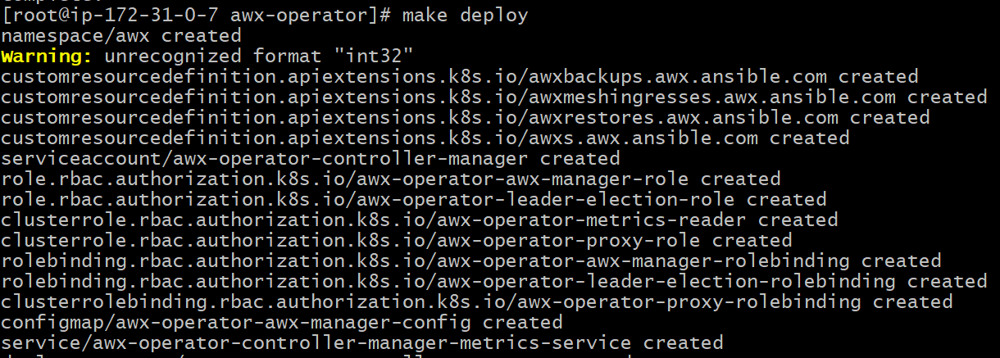 [root@ip-172-31-0-7 awx-operator]# make deploy
namespace/awx created
Warning: unrecognized format "int32"
customresourcedefinition.apiextensions.k8s.io/awxbackups.awx.ansible.com created
customresourcedefinition.apiextensions.k8s.io/awxmeshingresses.awx.ansible.com created
customresourcedefinition.apiextensions.k8s.io/awxrestores.awx.ansible.com created
customresourcedefinition.apiextensions.k8s.io/awxs.awx.ansible.com created
serviceaccount/awx-operator-controller-manager created
role.rbac.authorization.k8s.io/awx-operator-awx-manager-role created
role.rbac.authorization.k8s.io/awx-operator-leader-election-role created
clusterrole.rbac.authorization.k8s.io/awx-operator-metrics-reader created
clusterrole.rbac.authorization.k8s.io/awx-operator-proxy-role created
rolebinding.rbac.authorization.k8s.io/awx-operator-awx-manager-rolebinding created
rolebinding.rbac.authorization.k8s.io/awx-operator-leader-election-rolebinding created
clusterrolebinding.rbac.authorization.k8s.io/awx-operator-proxy-rolebinding created
configmap/awx-operator-awx-manager-config created
service/awx-operator-controller-manager-metrics-service created